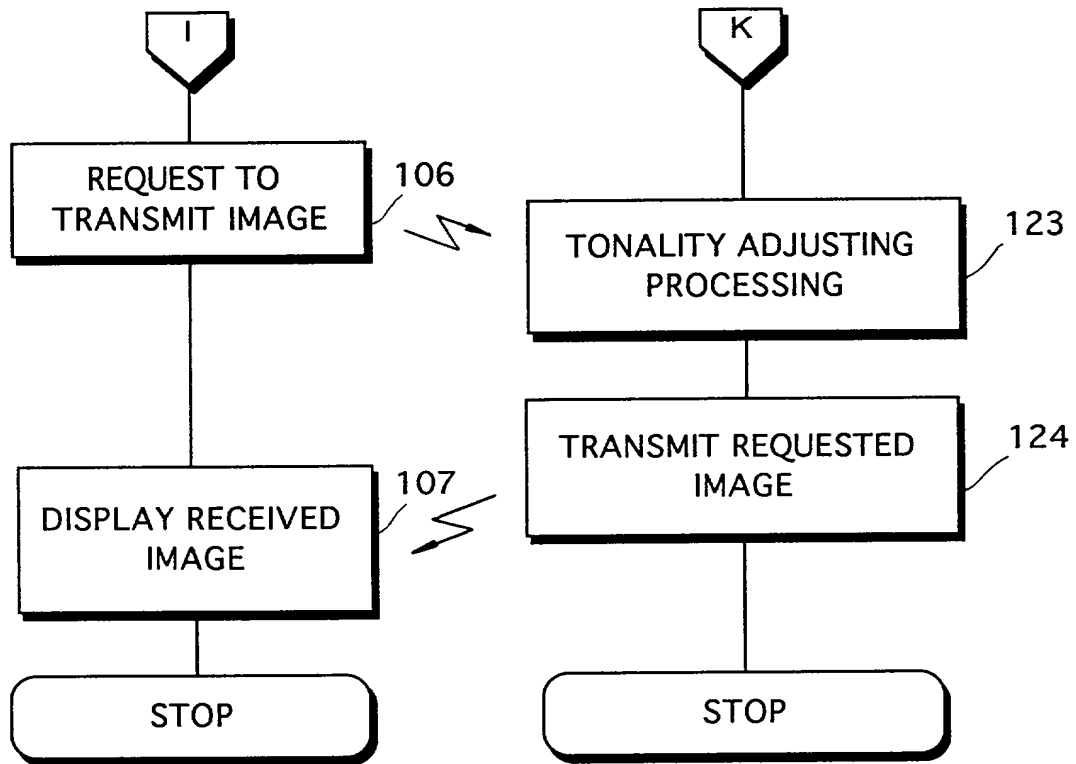 I
K
REQUEST TO
TRANSMIT IMAGE
106
TONALITY ADJUSTING
PROCESSING
123
TRANSMIT REQUESTED
IMAGE
124
DISPLAY RECEIVED
IMAGE
107
STOP
STOP